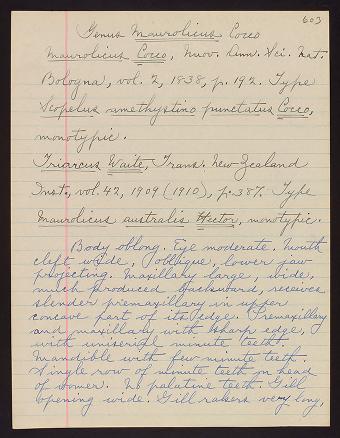 603
Genus Maurolicus Cocco
Maurolicus Cocco, Nuov. Ann. Sci. Nat.
Bologna, vol. 2, 1838, p. 192. Type
Scopelus amethystino punctatus Cocco,
monotypic.
Triarcus Waite, Trans. New Zealand
Inst., vol. 42, 1909 (1910), p. 387. Type
Maurolicus australis Hector, monotypic.
Body oblong. Eye moderate. Mouth
cleft wide, oblique, lower jaw
projecting. Maxillary large, wide,
much produced backward, receives
slender premaxillary in upper
concave part of its edge. Premaxillary
and maxillary with sharp edge,
with uniserial minute teeth.
Mandible with few minute teeth.
Single row of minute teeth on head
of vomer. No palatine teeth. Gill
opening wide. Gill rakers very long,